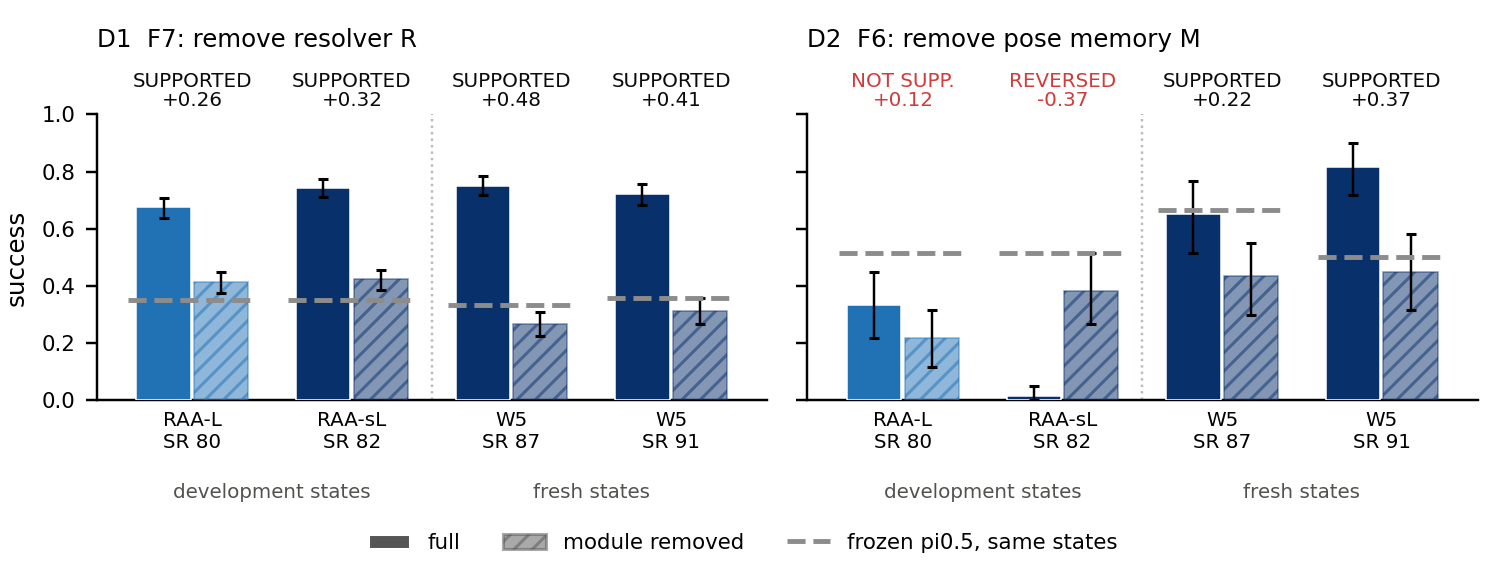 D1  F7: remove resolver R
SUPPORTED SUPPORTED SUPPORTED SUPPORTED
+0.26 +0.32 +0.48 +0.41
1.0
0.8
0.6
0.4
0.2
0.0
success
RAA-L RAA-sL W5 W5
SR 80 SR 82 SR 87 SR 91
development states fresh states
D2  F6: remove pose memory M
NOT SUPP. REVERSED SUPPORTED SUPPORTED
+0.12 -0.37 +0.22 +0.37
RAA-L RAA-sL W5 W5
SR 80 SR 82 SR 87 SR 91
development states fresh states
full module removed frozen pi0.5, same states